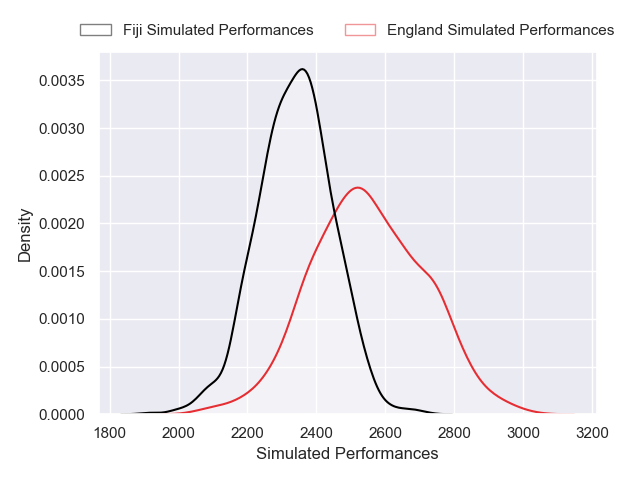 Fiji Simulated Performances
England Simulated Performances
0.0035
0.0030
0.0025
0.0020
0.0015
0.0010
0.0005
0.0000
Density
1800 2000 2200 2400 2600 2800 3000 3200
Simulated Performances